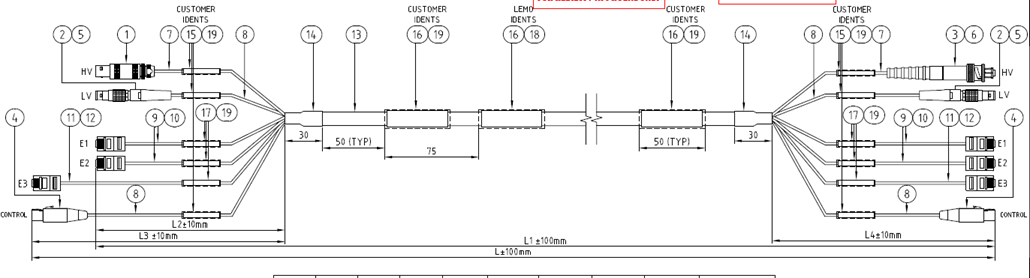 CUSTOMER
IDENTS
CUSTOMER
IDENTS
LEMO
IDENTS
CUSTOMER
IDENTS
CUSTOMER
IDENTS
2 5 1 7 15 19 8 14 13 16 19 16 18 16 19 14 8 15 19 7 3 6 2 5
HV
HV
LV
LV
4 11 12 9 10 17 19 17 19 9 10 11 12 4
E1
E1
30
50 (TYP)
50 (TYP)
30
E2
E2
75
E3
E3
8
8
CONTROL
CONTROL
L2±10mm
L3 ±10mm
L1 ±100mm
L4±10mm
L±100mm